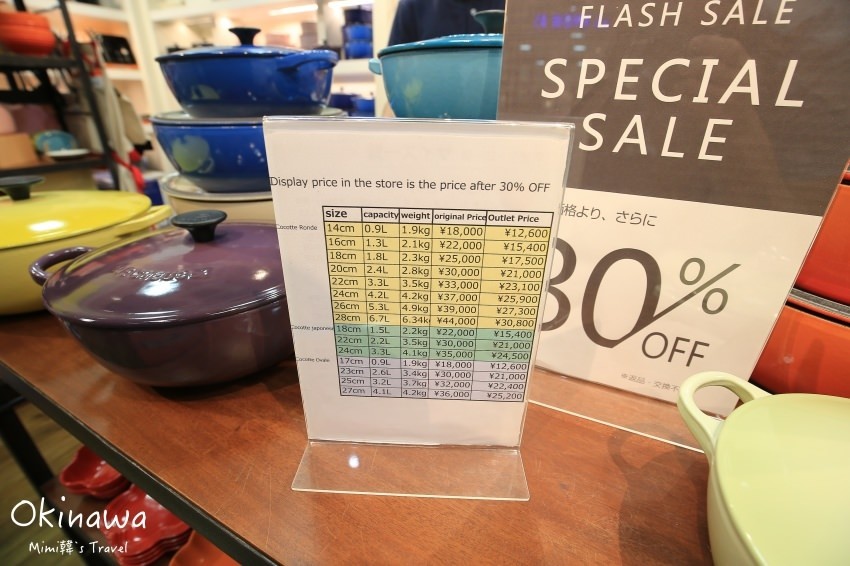 FLASH SALE
SPECIAL
SALE
格より、さらに
30%
OFF
※返品・交換不
Display price in the store is the price after 30% OFF
size capacity weight original Price Outlet Price
Cocotte Ronde 14cm 0.9L 1.9kg ¥18,000 ¥12,600
16cm 1.3L 2.1kg ¥22,000 ¥15,400
18cm 1.8L 2.3kg ¥25,000 ¥17,500
20cm 2.4L 2.8kg ¥30,000 ¥21,000
22cm 3.3L 3.5kg ¥33,000 ¥23,100
24cm 4.2L 4.2kg ¥37,000 ¥25,900
26cm 5.3L 4.9kg ¥39,000 ¥27,300
28cm 6.7L 6.34k ¥44,000 ¥30,800
Cocotte Japonese 18cm 1.5L 2.2kg ¥22,000 ¥15,400
22cm 2.2L 3.5kg ¥30,000 ¥21,000
24cm 3.3L 4.1kg ¥35,000 ¥24,500
Cocotte Ovale 17cm 0.9L 1.9kg ¥18,000 ¥12,600
23cm 2.6L 3.4kg ¥30,000 ¥21,000
25cm 3.2L 3.7kg ¥32,000 ¥22,400
27cm 4.1L 4.2kg ¥36,000 ¥25,200
Okinawa
Mimi韓's Travel